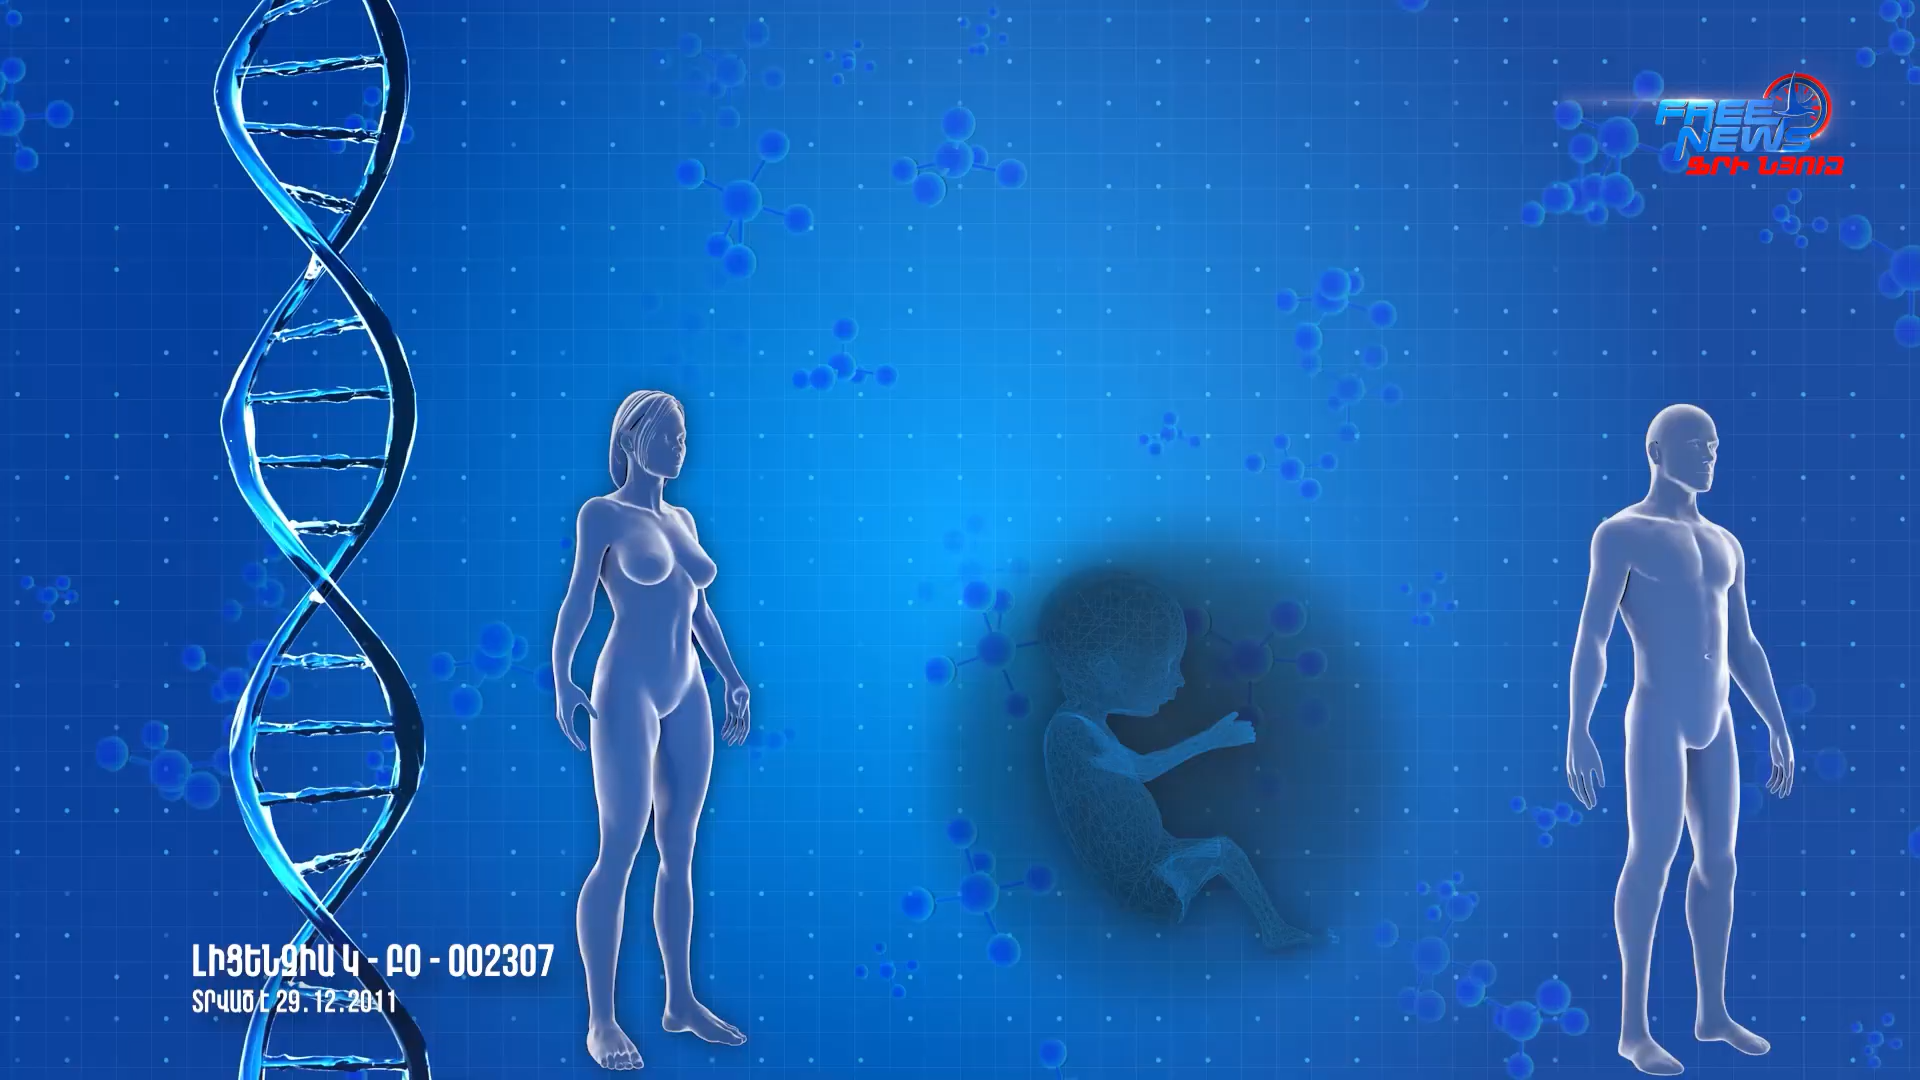 FREE
NEWS
ՖՐԻ ՆՅՈՒԶ
ԼԻՑԵՆԶԻԱ Կ - ԲՕ - 002307
ՏՐՎԱԾ Է 29.12.2011